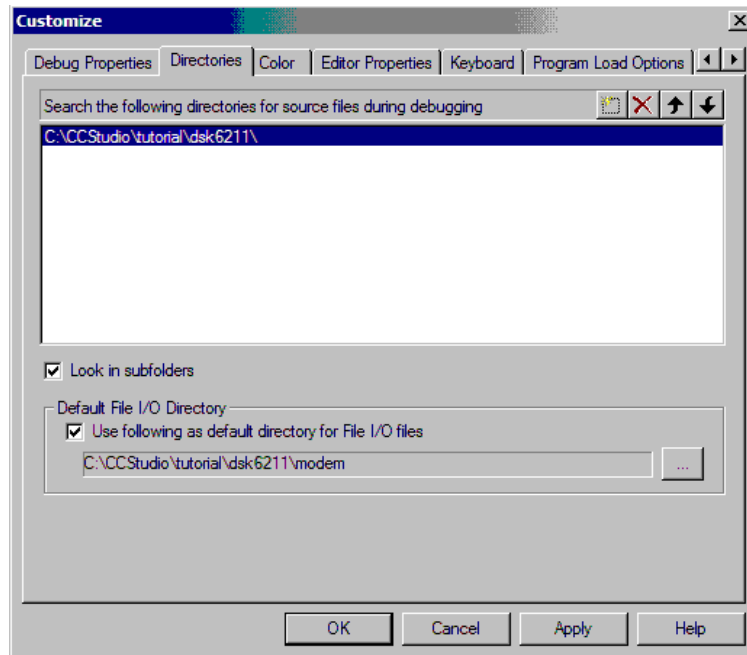 Customize
Debug Properties Directories Color Editor Properties Keyboard Program Load Options
Search the following directories for source files during debugging
C:\CCStudio\tutorial\dsk6211\
Look in subfolders
Default File I/O Directory
Use following as default directory for File I/O files
C:\CCStudio\tutorial\dsk6211\modem
...
OK Cancel Apply Help